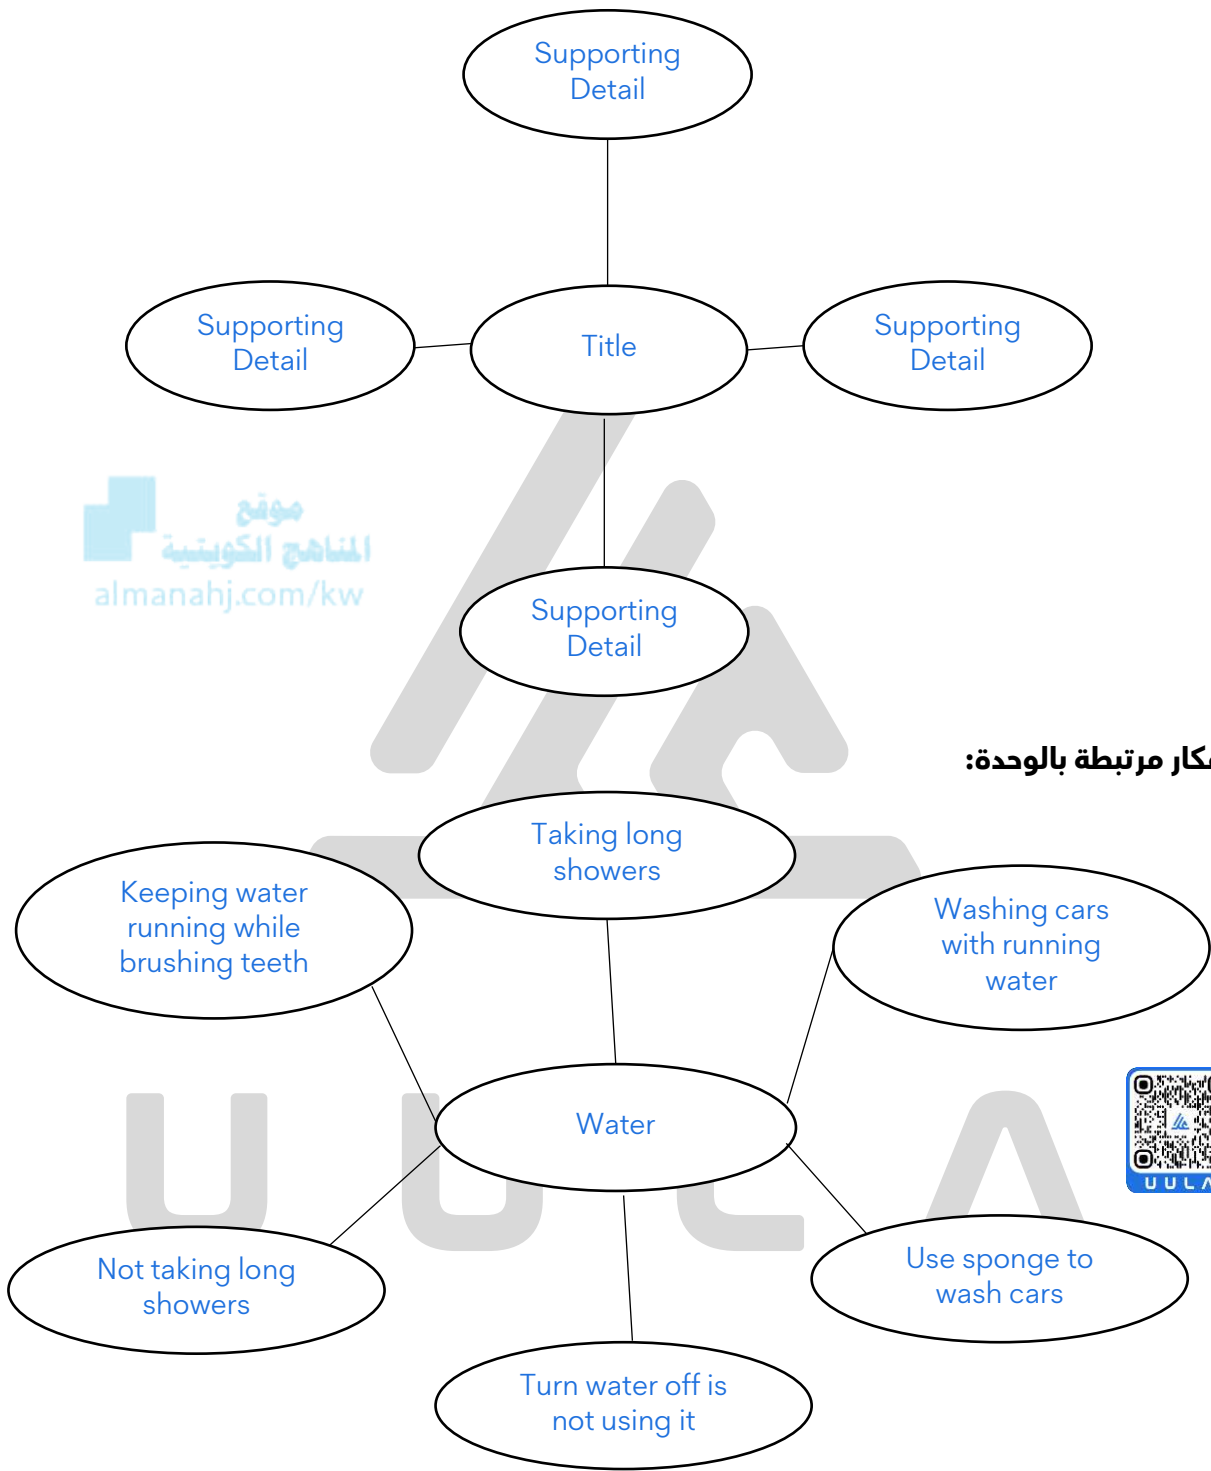 Supporting
Detail
Supporting
Detail
Title
Supporting
Detail
موقع
المناهج الكويتية
almanahj.com/kw
Supporting
Detail
مرتبطة بالوحدة:
Taking long
showers
Keeping water
running while
brushing teeth
Washing cars
with running
water
Water
UULA
Not taking long
showers
Use sponge to
wash cars
Turn water off is
not using it